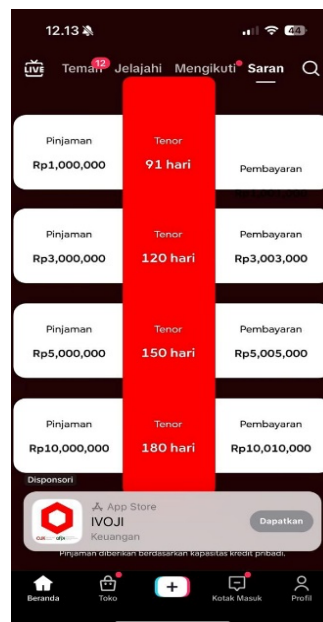 12.13
44
LIVE
Teman 12 Jelajahi Mengikuti Saran
Pinjaman Tenor
Rp1,000,000 91 hari Pembayaran
Pinjaman Tenor Pembayaran
Rp3,000,000 120 hari Rp3,003,000
Pinjaman Tenor Pembayaran
Rp5,000,000 150 hari Rp5,005,000
Pinjaman Tenor Pembayaran
Rp10,000,000 180 hari Rp10,010,000
Disponsori
App Store
IVOJI
Keuangan
Dapatkan
Pinjaman diberikan berdasarkan kapasitas kredit pribadi.
Beranda Toko Kotak Masuk Profil